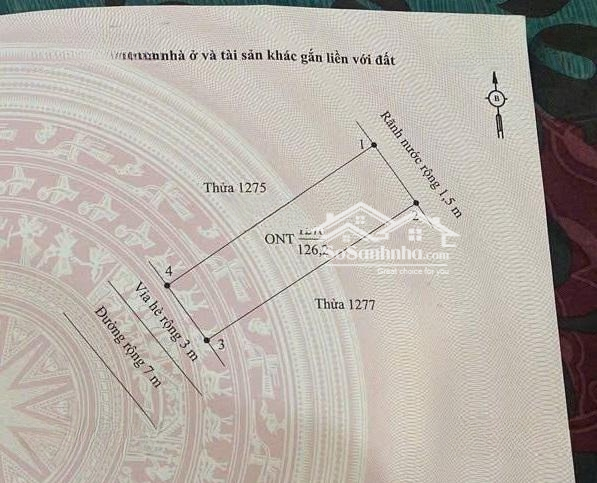 nhà ở và tài sản khác gắn liền với đất
B
1
Rãnh nước rộng 1,5 m
Thửa 1275
2
ONT
126,2
SoSanhnha.com
Great choice for you
4
Vỉa hè rộng 3 m
Thửa 1277
3
Đường rộng 7 m